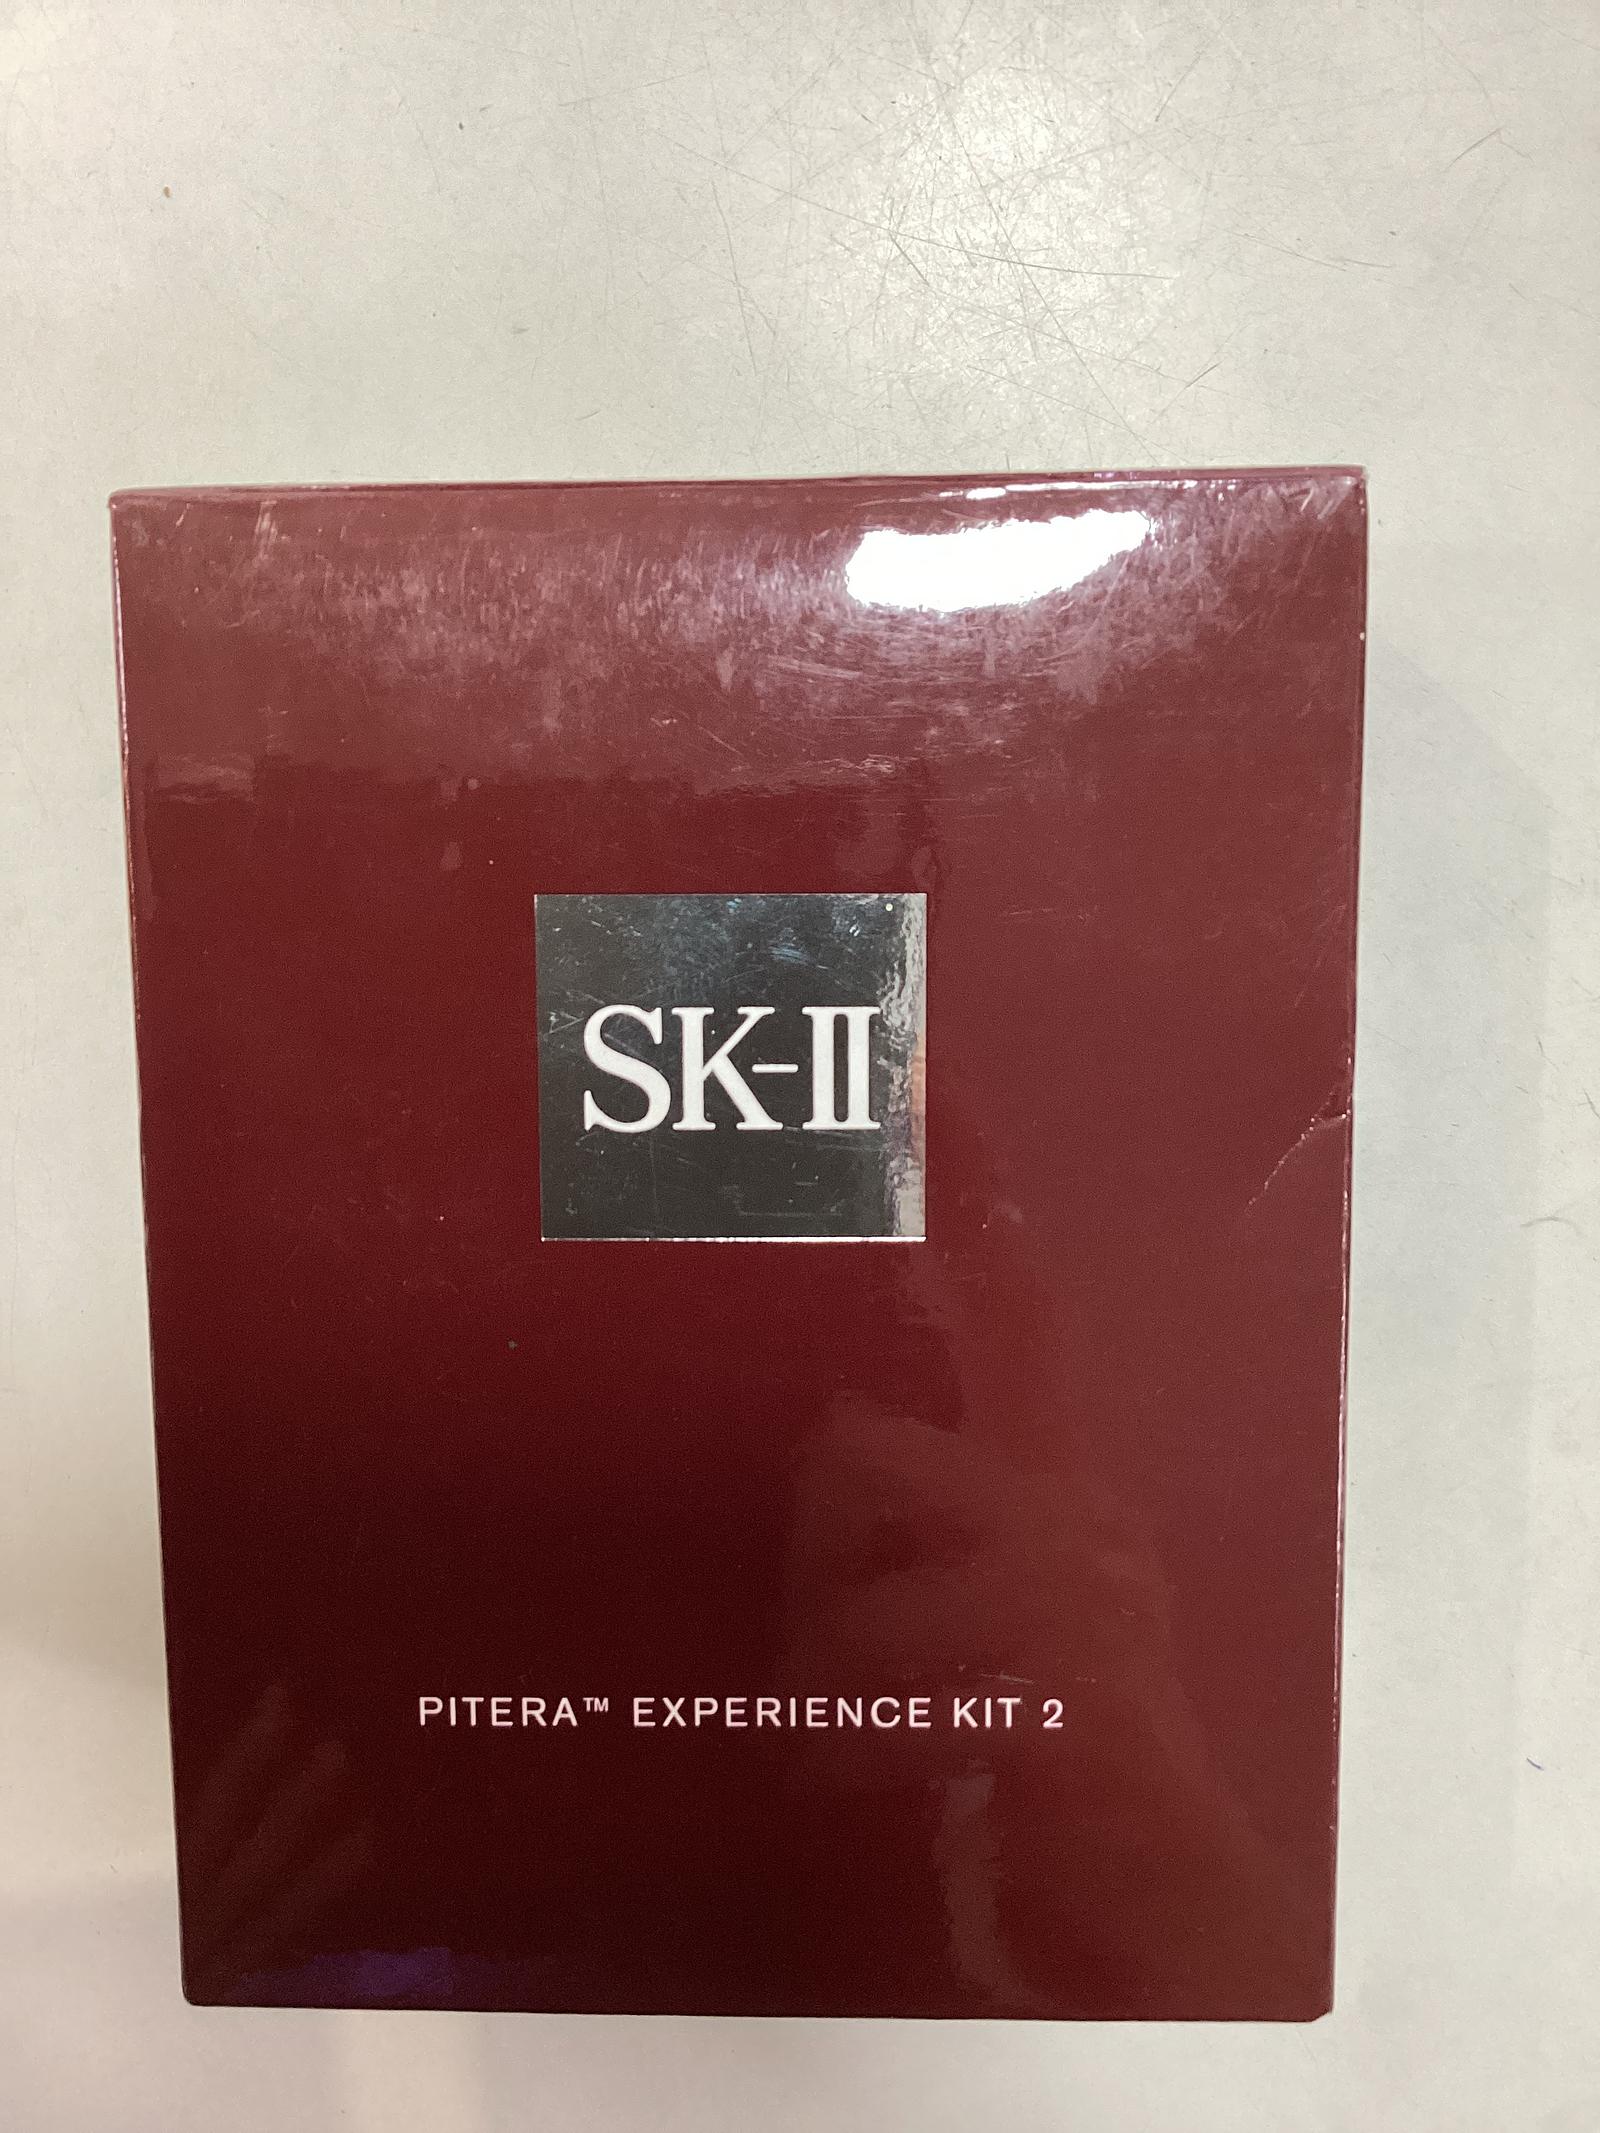 SK-II
PITERA™ EXPERIENCE KIT 2